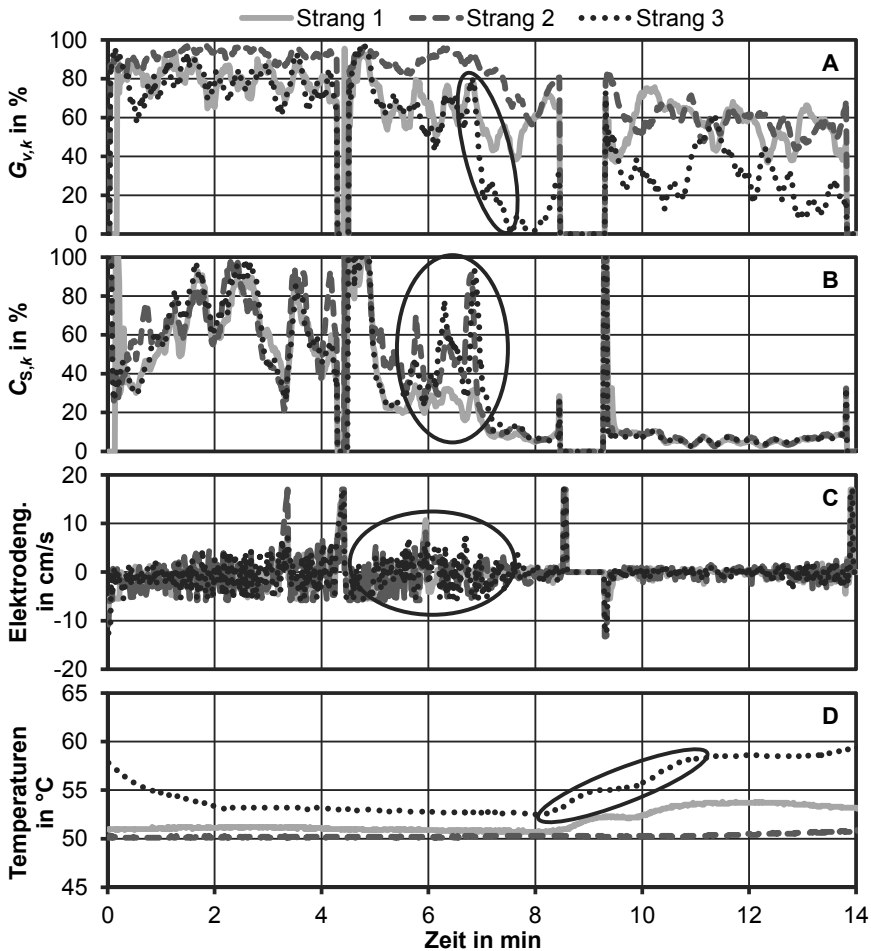 Strang 1 Strang 2 Strang 3
A
G_v,k in %
100
80
60
40
20
0
B
C_S,k in %
100
80
60
40
20
0
C
Elektrodeng.
in cm/s
20
10
0
-10
-20
D
Temperaturen
in °C
65
60
55
50
45
0 2 4 6 8 10 12 14
Zeit in min